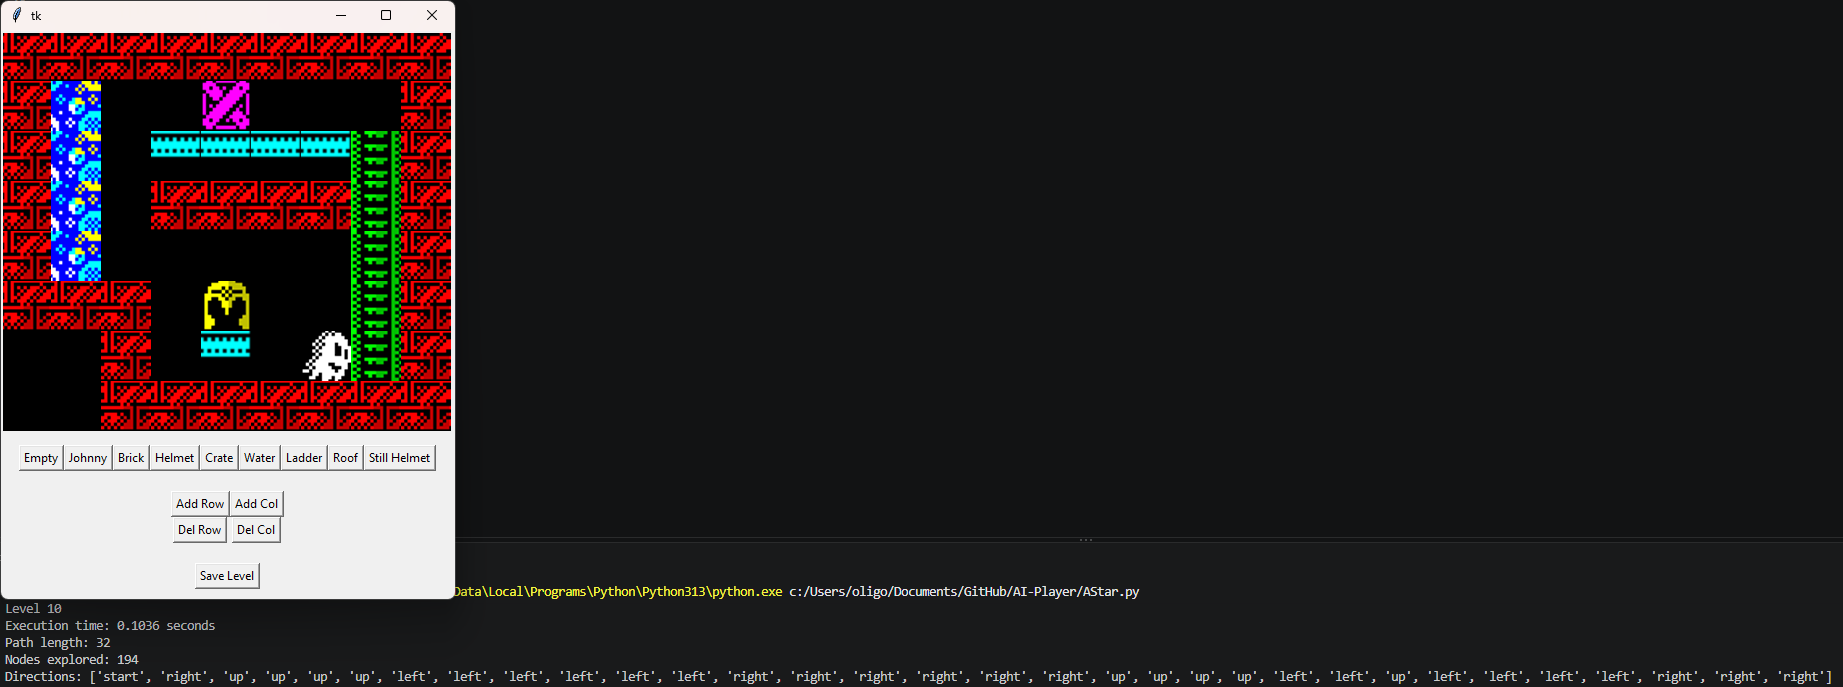 tk
Empty Johnny Brick Helmet Crate Water Ladder Roof Still Helmet
Add Row Add Col
Del Row Del Col
Save Level
Data\Local\Programs\Python\Python313\python.exe c:/Users/oligo/Documents/GitHub/AI-Player/AStar.py
Level 10
Execution time: 0.1036 seconds
Path length: 32
Nodes explored: 194
Directions: ['start', 'right', 'up', 'up', 'up', 'up', 'left', 'left', 'left', 'left', 'left', 'left', 'right', 'right', 'right', 'right', 'right', 'right', 'up', 'up', 'up', 'up', 'left', 'left', 'up', 'left', 'left', 'left', 'left', 'right', 'right', 'right']